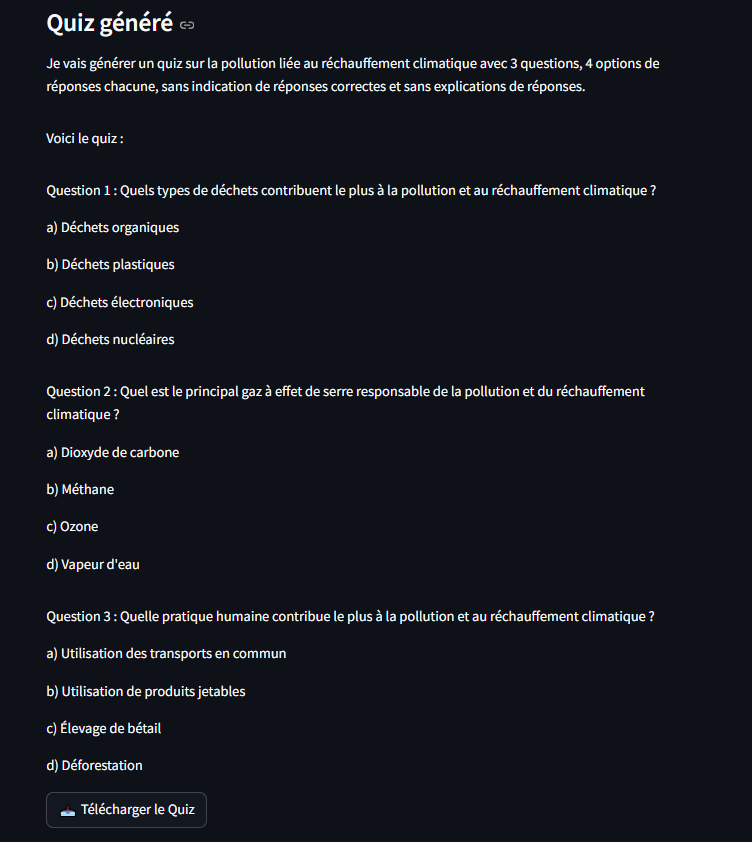 Quiz généré
Je vais générer un quiz sur la pollution liée au réchauffement climatique avec 3 questions, 4 options de
réponses chacune, sans indication de réponses correctes et sans explications de réponses.
Voici le quiz :
Question 1 : Quels types de déchets contribuent le plus à la pollution et au réchauffement climatique ?
a) Déchets organiques
b) Déchets plastiques
c) Déchets électroniques
d) Déchets nucléaires
Question 2 : Quel est le principal gaz à effet de serre responsable de la pollution et du réchauffement
climatique ?
a) Dioxyde de carbone
b) Méthane
c) Ozone
d) Vapeur d'eau
Question 3 : Quelle pratique humaine contribue le plus à la pollution et au réchauffement climatique ?
a) Utilisation des transports en commun
b) Utilisation de produits jetables
c) Élevage de bétail
d) Déforestation
Télécharger le Quiz